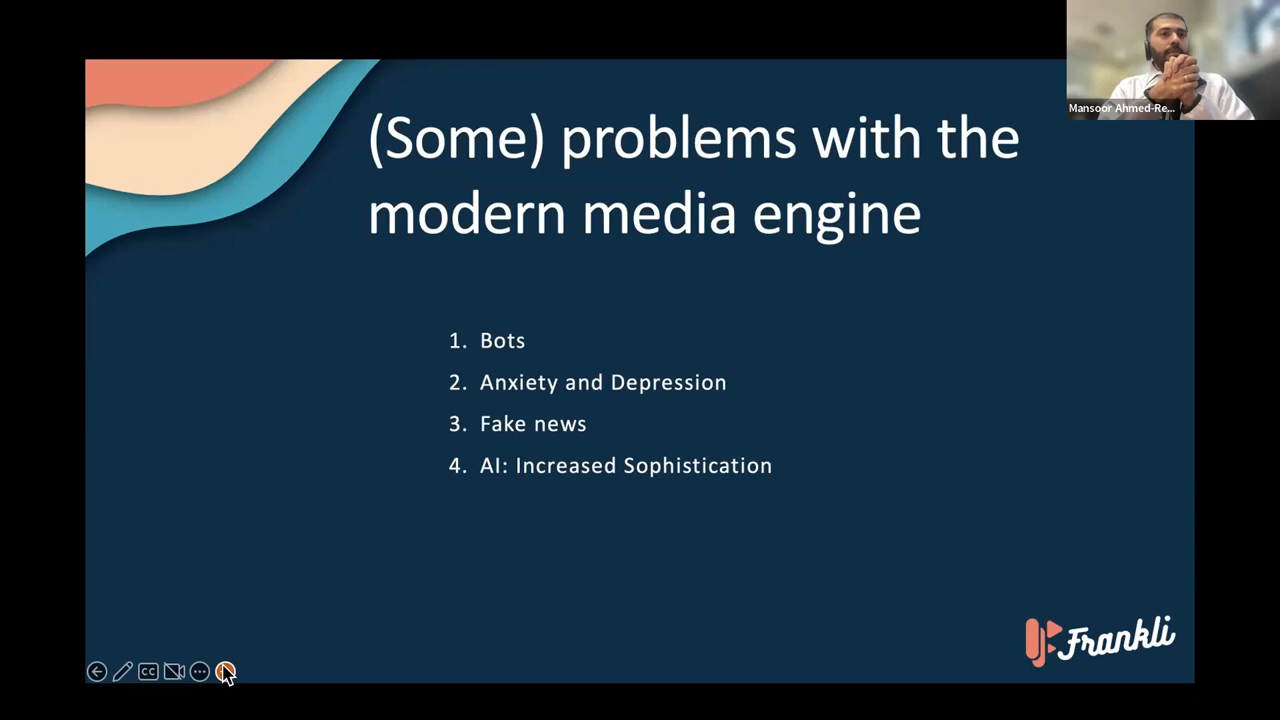 Mansoor Ahmed-Re...
(Some) problems with the
modern media engine
1. Bots
2. Anxiety and Depression
3. Fake news
4. AI: Increased Sophistication
Frankli
CC